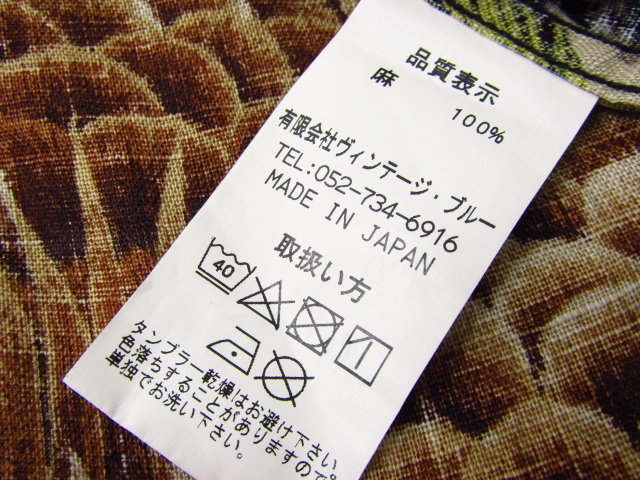 品質表示
麻 100%
有限会社ヴィンテージ・ブルー
TEL:052-734-6916
MADE IN JAPAN
取扱い方
40
タンブラー乾燥はお避け下さい
色落ちすることがありますので。
単独でお洗い下さい。